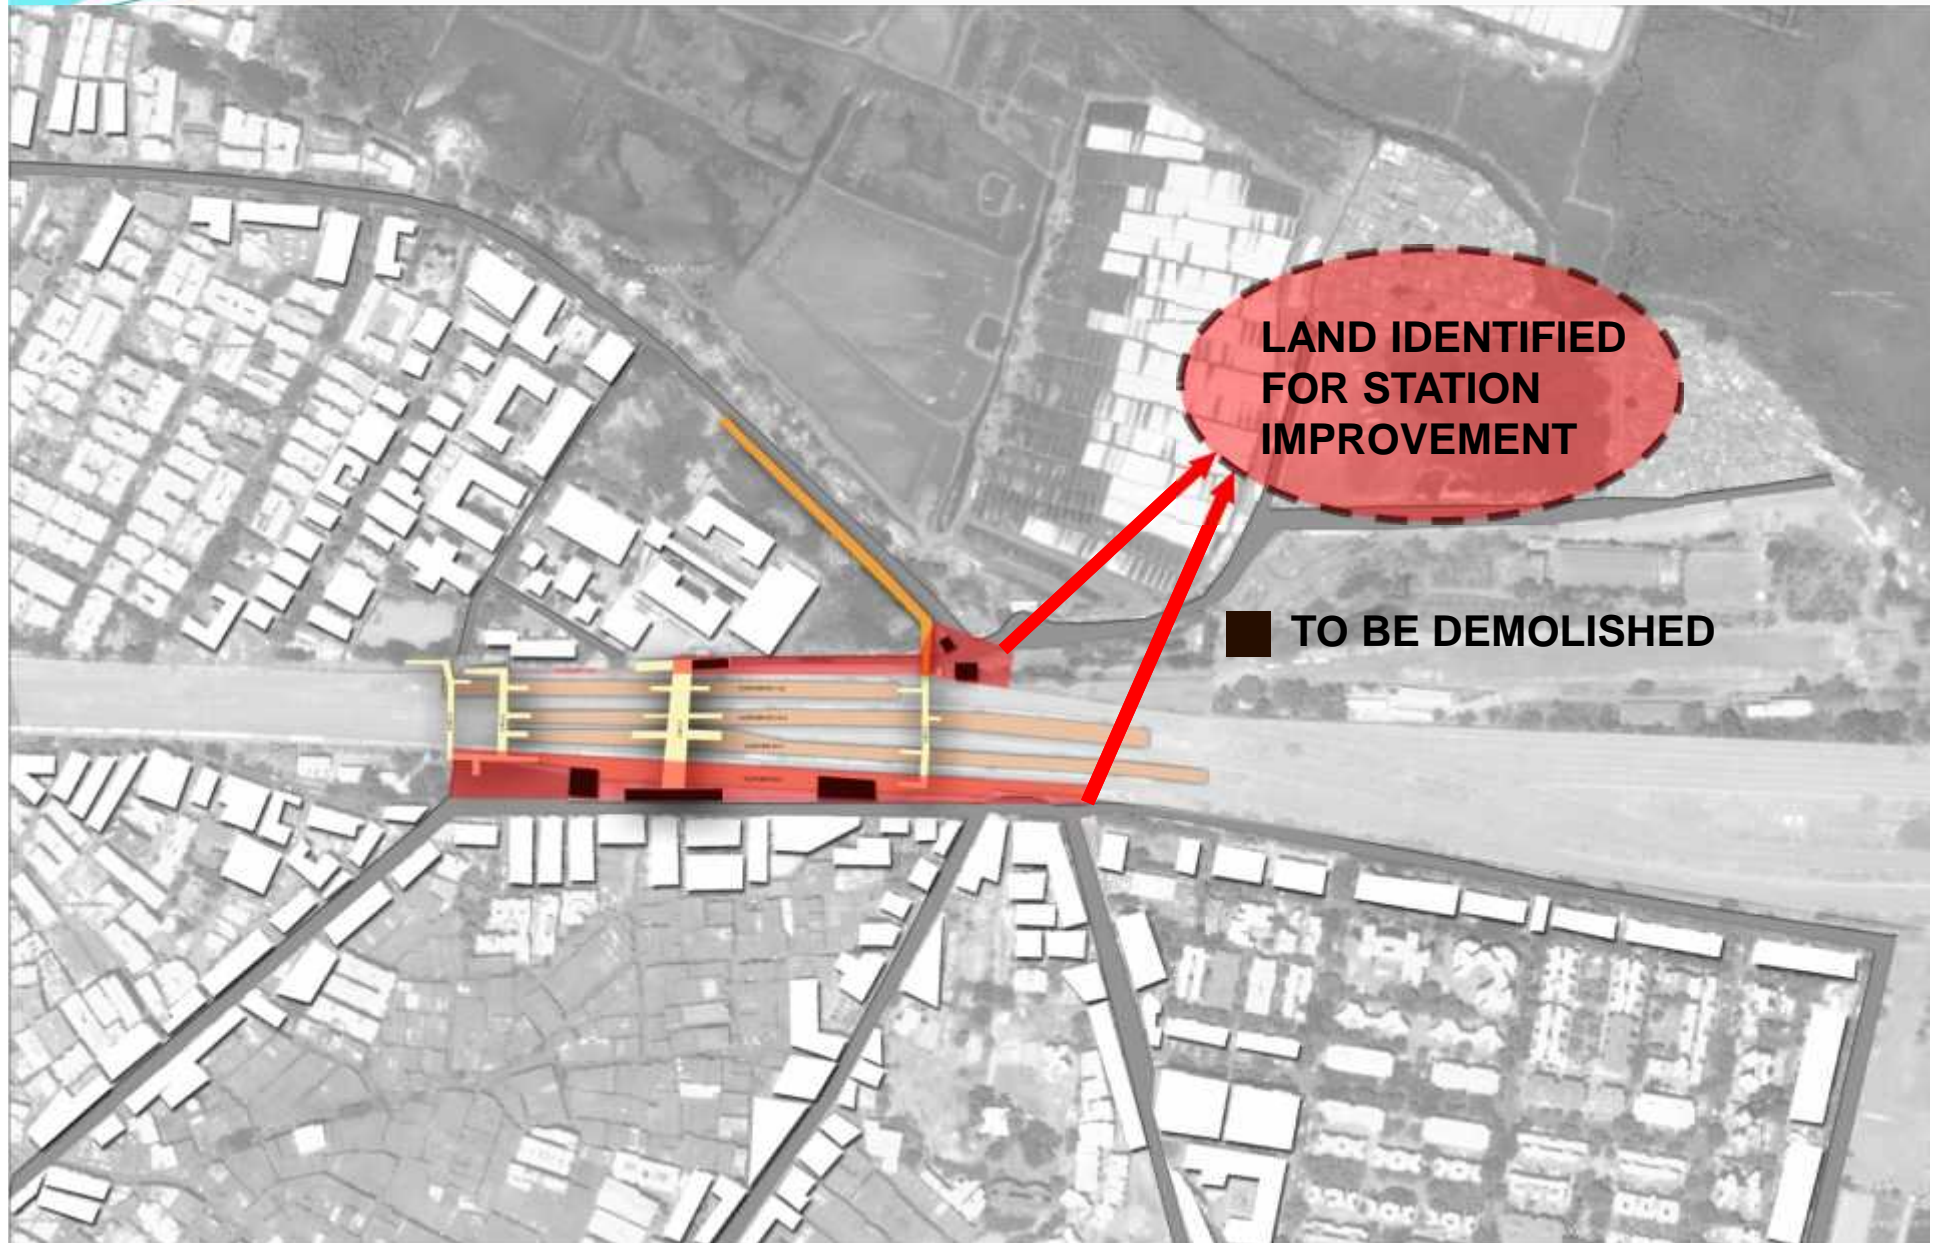 LAND IDENTIFIED
FOR STATION
IMPROVEMENT
TO BE DEMOLISHED